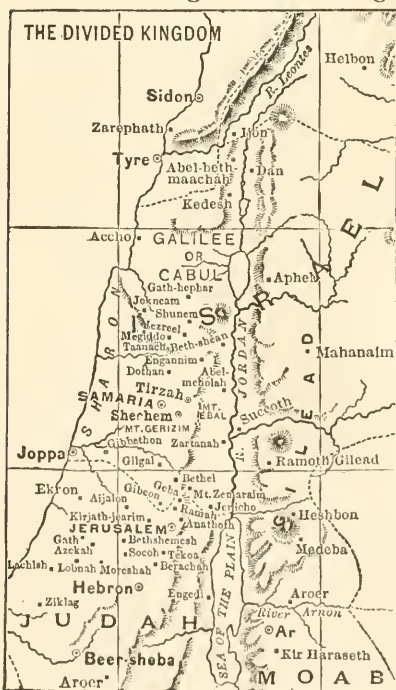 THE DIVIDED KINGDOM
Helbon
R. Leontes
Sidon
Zarephath
Ijon
Tyre
Abel-beth-
maachah
Dan
Kedesh
ISRAEL
Accho
GALILEE
OR
CABUL
Aphek
Gath-hepher
Jokneam
Shunem
Jezreel
Megiddo
Taanach
Beth-shean
Mahanaim
Engannim
Dothan
Abel-
meholah
SHARON
R. JORDAN
GILEAD
Tirzah
SAMARIA
MT.
EBAL
Succoth
Shechem
MT. GERIZIM
Gibbethon
Zartanah
Joppa
Gilgal
Ramoth Gilead
Bethel
Ekron
Geba
Mt. Zemaraim
Gibeon
Aijalon
Jericho
Ramah
Heshbon
Kirjath-jearim
Anathoth
JERUSALEM
Gath
Bethshemesh
Medeba
Azekah
Socoh
Tekoa
Lachish
Lobnah
Moreshah
Berachah
Hebron
Engedi
Ziklag
Aroer
SEA OF THE PLAIN
River Arnon
JUDAH
Ar
Beer-sheba
Kir Haraseth
Aroer
MOAB